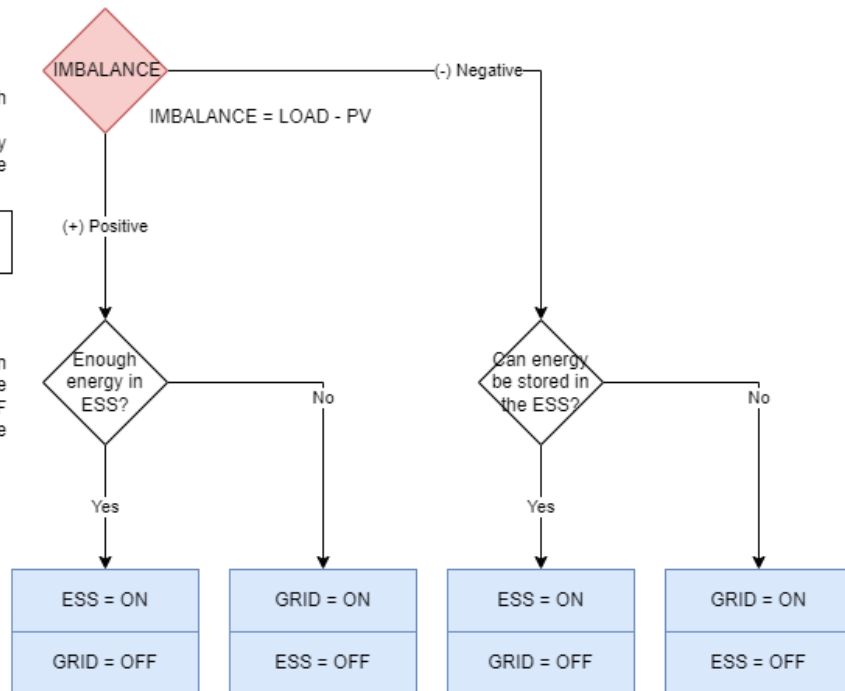 IMBALANCE
(-) Negative
IMBALANCE = LOAD - PV
(+) Positive
Enough
energy in
ESS?
No
Can energy
be stored in
the ESS?
No
Yes
Yes
ESS = ON
GRID = ON
ESS = ON
GRID = ON
GRID = OFF
ESS = OFF
GRID = OFF
ESS = OFF